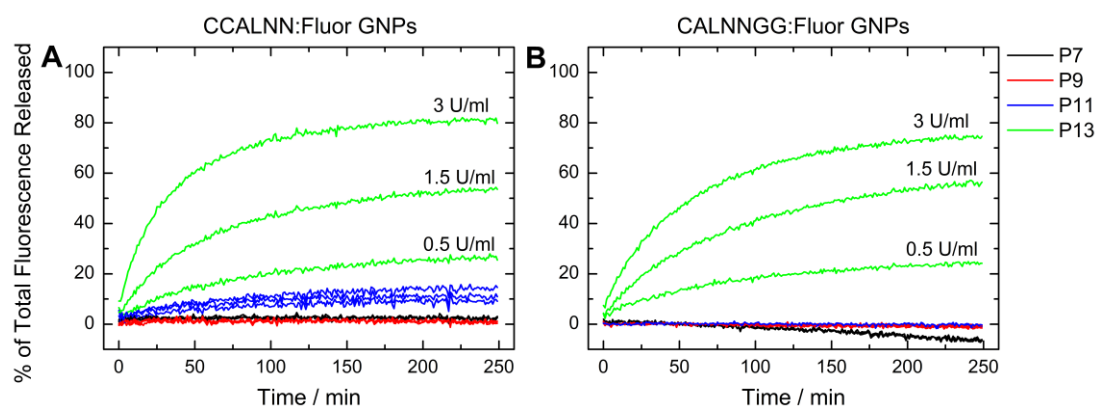 CCALNN:Fluor GNPs
CALNNGG:Fluor GNPs
% of Total Fluorescence Released
A
100
80
60
40
20
0
3 U/ml
1.5 U/ml
0.5 U/ml
0
50
100
150
200
250
Time / min
B
100
80
60
40
20
0
3 U/ml
1.5 U/ml
0.5 U/ml
0
50
100
150
200
250
Time / min
P7
P9
P11
P13